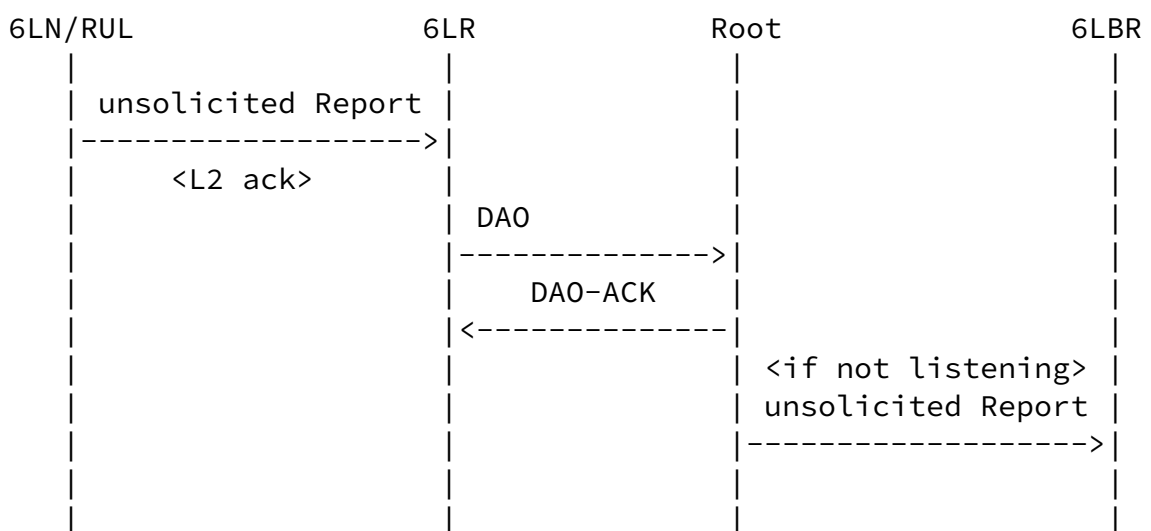 6LN/RUL 6LR Root 6LBR
unsolicited Report
<L2 ack>
DAO
DAO-ACK
<if not listening>
unsolicited Report